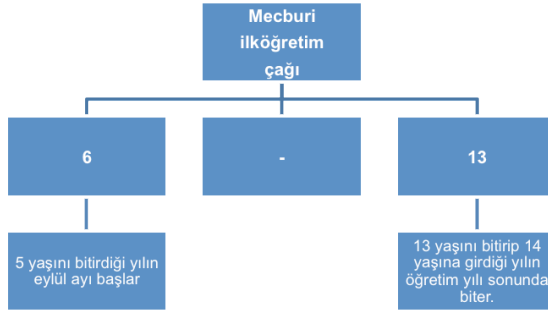 Mecburi
ilköğretim
çağı
6
-
13
5 yaşını bitirdiği yılın
eylül ayı başlar
13 yaşını bitirip 14
yaşına girdiği yılın
öğretim yılı sonunda
biter.